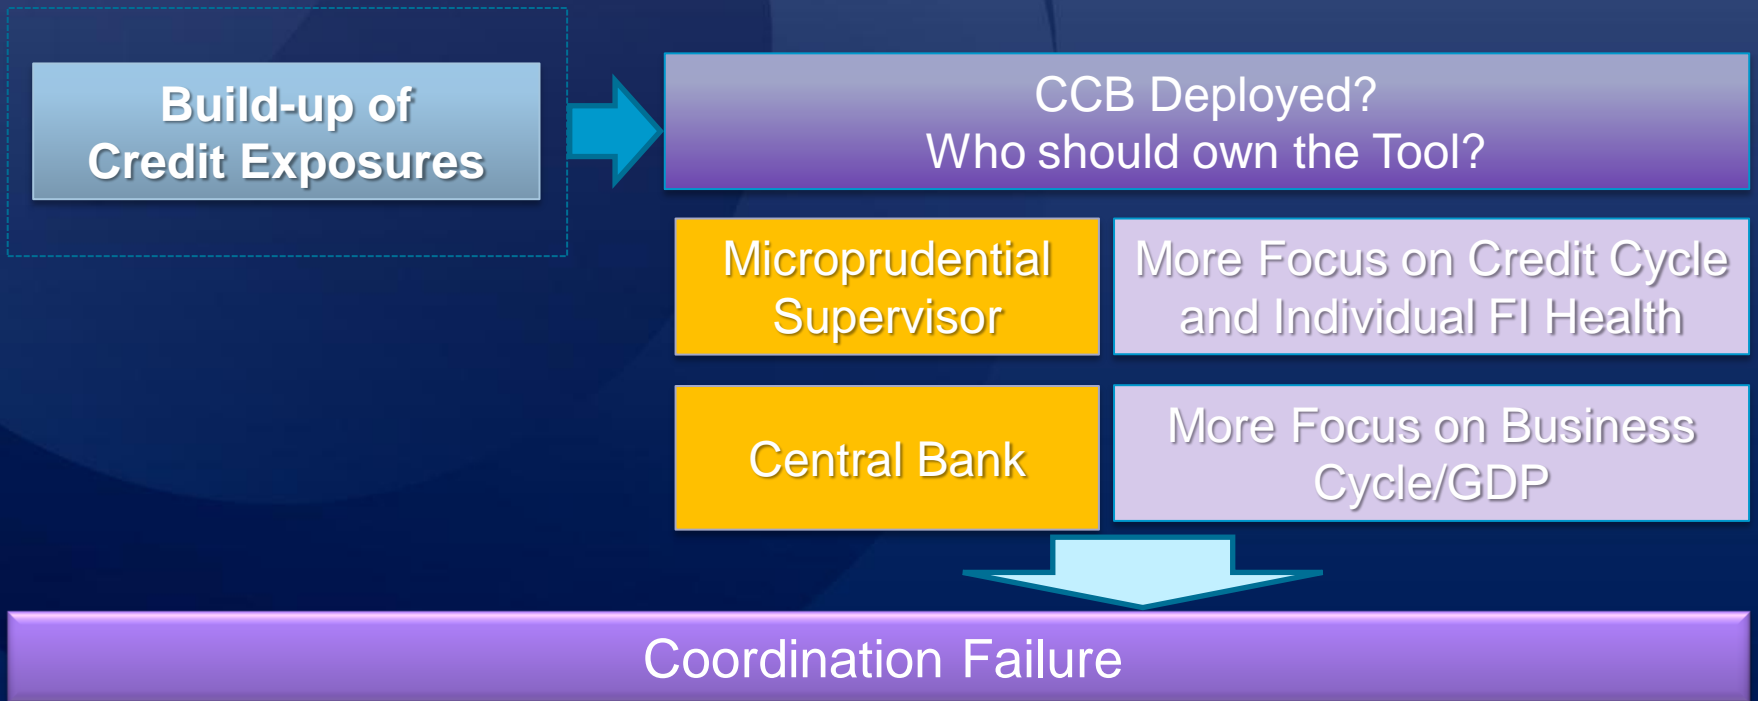 Build-up of
Credit Exposures
CCB Deployed?
Who should own the Tool?
Microprudential
Supervisor
More Focus on Credit Cycle
and Individual FI Health
Central Bank
More Focus on Business
Cycle/GDP
Coordination Failure